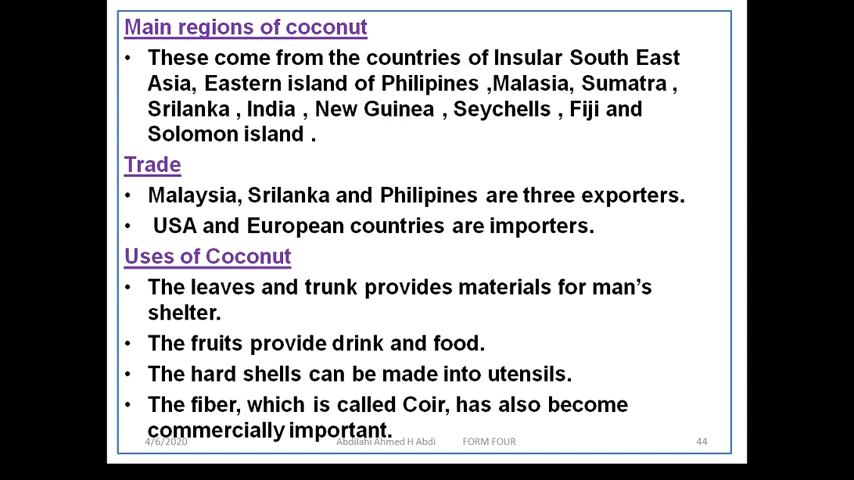 Main regions of coconut
• These come from the countries of Insular South East
Asia, Eastern island of Philipines ,Malasia, Sumatra ,
Srilanka , India , New Guinea , Seychells , Fiji and
Solomon island .
Trade
• Malaysia, Srilanka and Philipines are three exporters.
• USA and European countries are importers.
Uses of Coconut
• The leaves and trunk provides materials for man's
shelter.
• The fruits provide drink and food.
• The hard shells can be made into utensils.
• The fiber, which is called Coir, has also become
commercially important.
4/6/2020 Abdilahi Ahmed H Abdi FORM FOUR 44